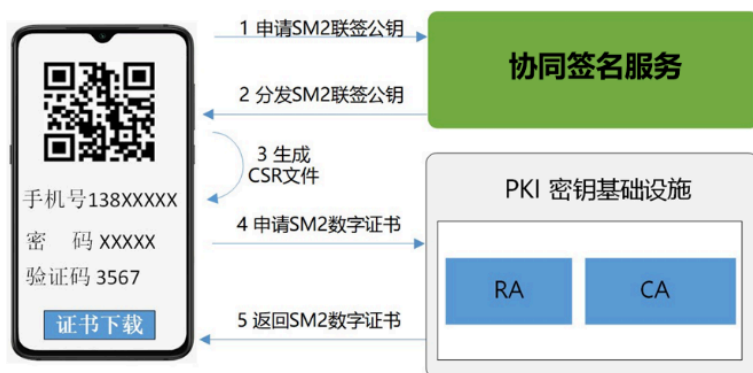 手机号138XXXXX
密 码 XXXXX
验证码 3567
证书下载
1 申请SM2联签公钥
2 分发SM2联签公钥
3 生成
CSR文件
4 申请SM2数字证书
5 返回SM2数字证书
协同签名服务
PKI 密钥基础设施
RA
CA